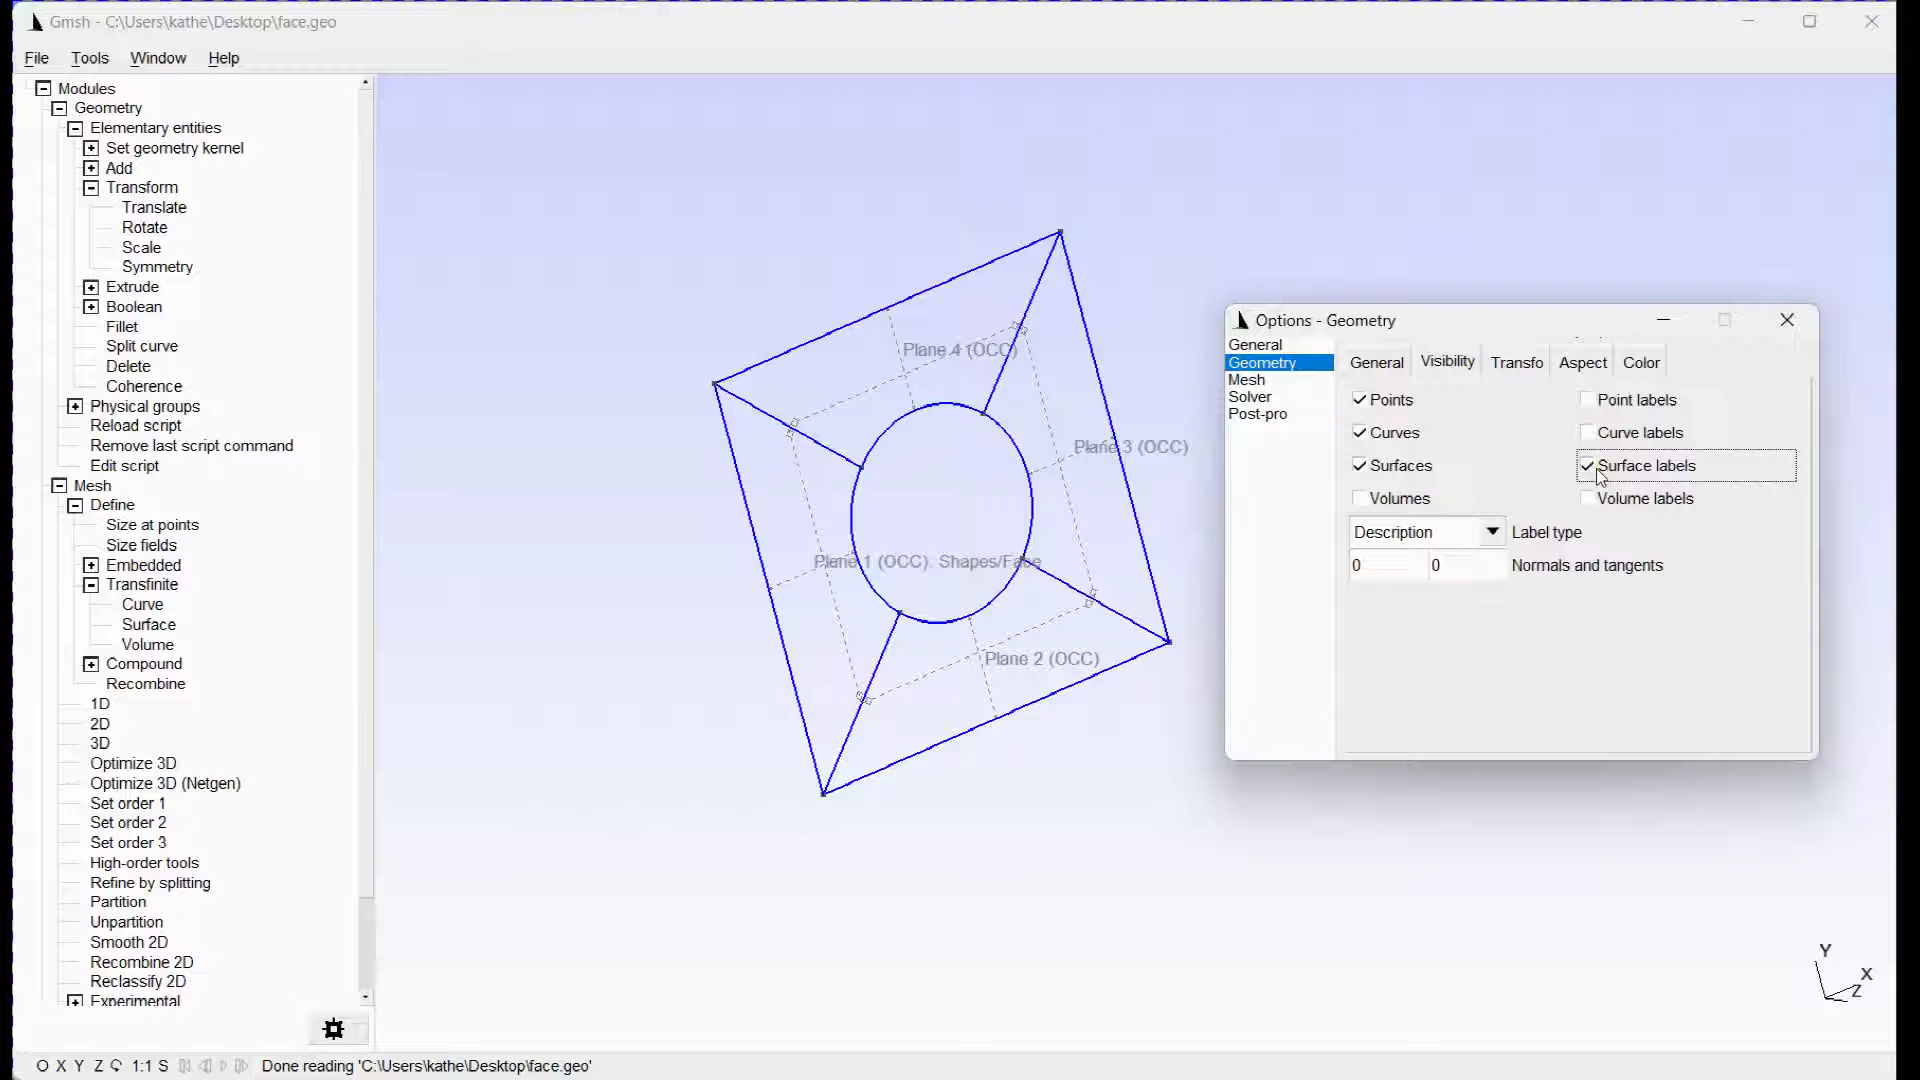 Gmsh - C:\Users\kathe\Desktop\face.geo
File Tools Window Help
Modules
Geometry
Elementary entities
Set geometry kernel
Add
Transform
Translate
Rotate
Scale
Symmetry
Extrude
Boolean
Fillet
Split curve
Delete
Coherence
Physical groups
Reload script
Remove last script command
Edit script
Mesh
Define
Size at points
Size fields
Embedded
Transfinite
Curve
Surface
Volume
Compound
Recombine
1D
2D
3D
Optimize 3D
Optimize 3D (Netgen)
Set order 1
Set order 2
Set order 3
High-order tools
Refine by splitting
Partition
Unpartition
Smooth 2D
Recombine 2D
Reclassify 2D
Experimental
Plane 4 (OCC)
Plane 3 (OCC)
Plane 1 (OCC). Shapes/Face
Plane 2 (OCC)
Options - Geometry
General
Geometry
Mesh
Solver
Post-pro
General Visibility Transfo Aspect Color
Points Point labels
Curves Curve labels
Surfaces Surface labels
Volumes Volume labels
Description Label type
0 0 Normals and tangents
Y
X
Z
O X Y Z 1:1 S Done reading 'C:\Users\kathe\Desktop\face.geo'